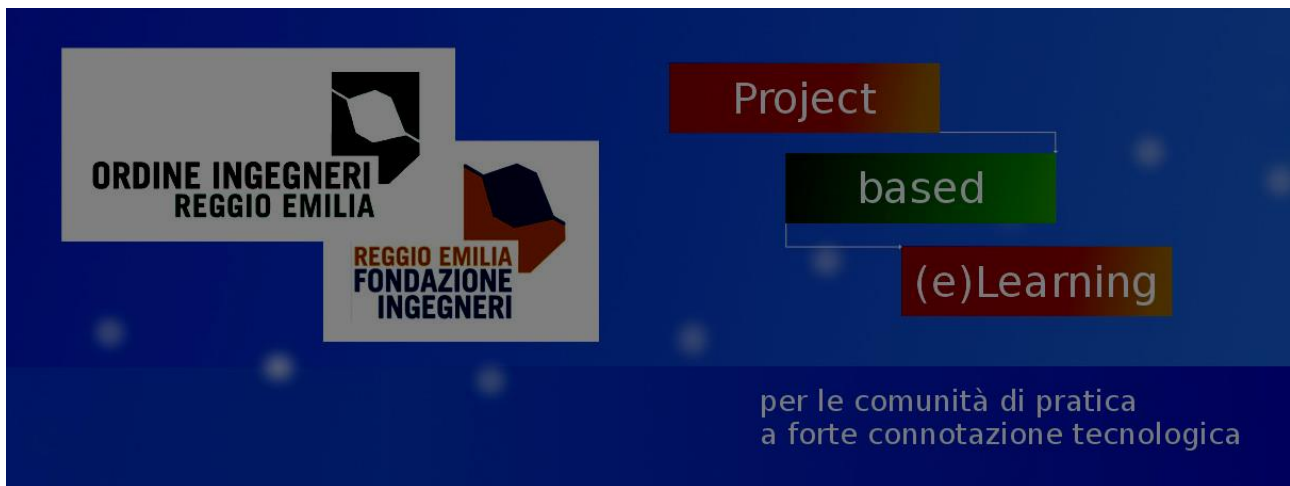 ORDINE INGEGNERI
REGGIO EMILIA
REGGIO EMILIA
FONDAZIONE
INGEGNERI
Project
based
(e)Learning
per le comunità di pratica
a forte connotazione tecnologica